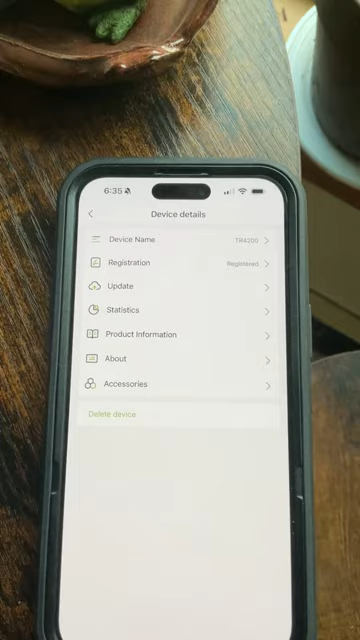 6:35
Device details
Device Name TR4200
Registration Registered
Update
Statistics
Product Information
About
Accessories
Delete device